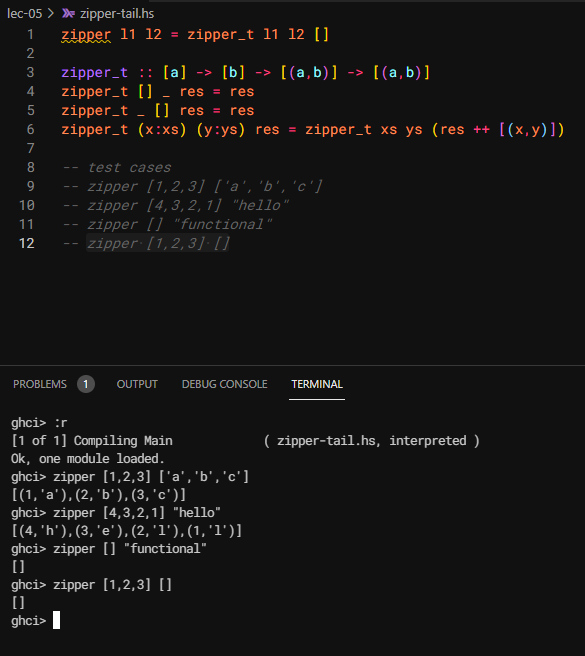 lec-05 > zipper-tail.hs
1 zipper l1 l2 = zipper_t l1 l2 []
2
3 zipper_t :: [a] -> [b] -> [(a,b)] -> [(a,b)]
4 zipper_t [] _ res = res
5 zipper_t _ [] res = res
6 zipper_t (x:xs) (y:ys) res = zipper_t xs ys (res ++ [(x,y)])
7
8 -- test cases
9 -- zipper [1,2,3] ['a','b','c']
10 -- zipper [4,3,2,1] "hello"
11 -- zipper [] "functional"
12 -- zipper [1,2,3] []
PROBLEMS 1 OUTPUT DEBUG CONSOLE TERMINAL
ghci> :r
[1 of 1] Compiling Main ( zipper-tail.hs, interpreted )
Ok, one module loaded.
ghci> zipper [1,2,3] ['a','b','c']
[(1,'a'),(2,'b'),(3,'c')]
ghci> zipper [4,3,2,1] "hello"
[(4,'h'),(3,'e'),(2,'l'),(1,'l')]
ghci> zipper [] "functional"
[]
ghci> zipper [1,2,3] []
[]
ghci>